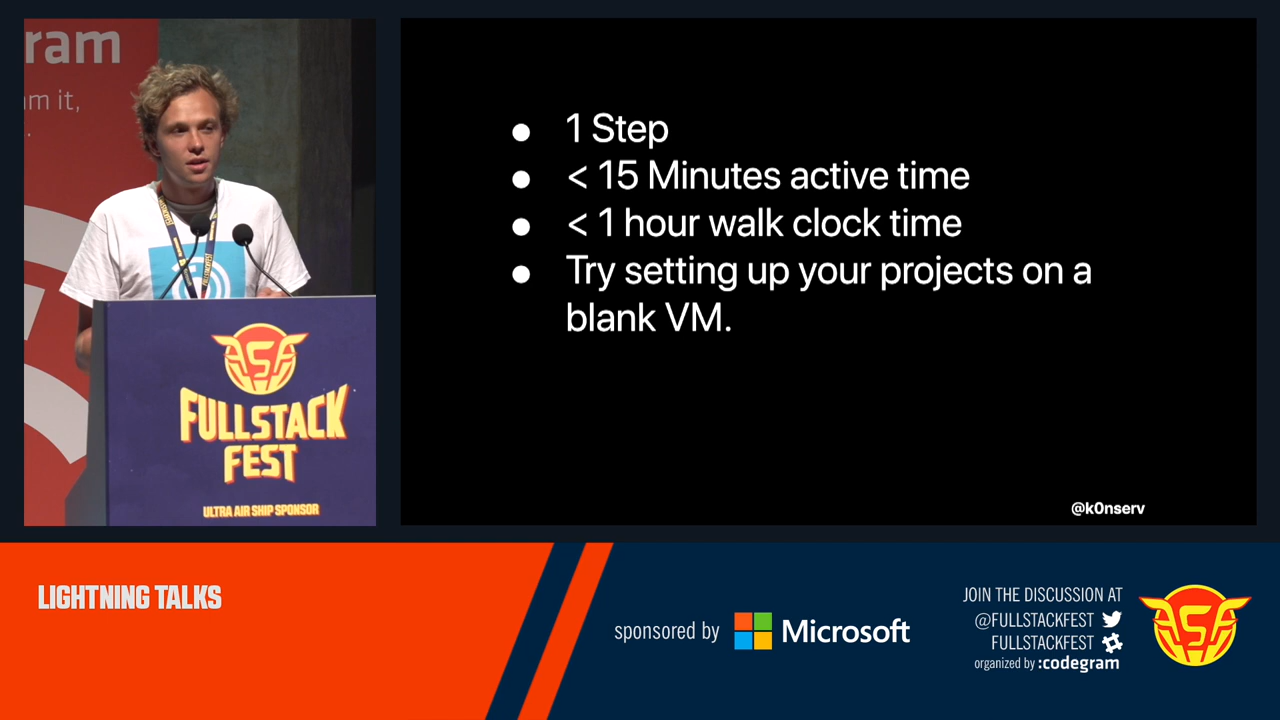 ram
m it,
● 1 Step
● < 15 Minutes active time
● < 1 hour walk clock time
● Try setting up your projects on a
blank VM.
@k0nserv
FULLSTACK
FEST
ULTRA AIR SHIP SPONSOR
LIGHTNING TALKS
sponsored by Microsoft
JOIN THE DISCUSSION AT
@FULLSTACKFEST
FULLSTACKFEST
organized by :codegram